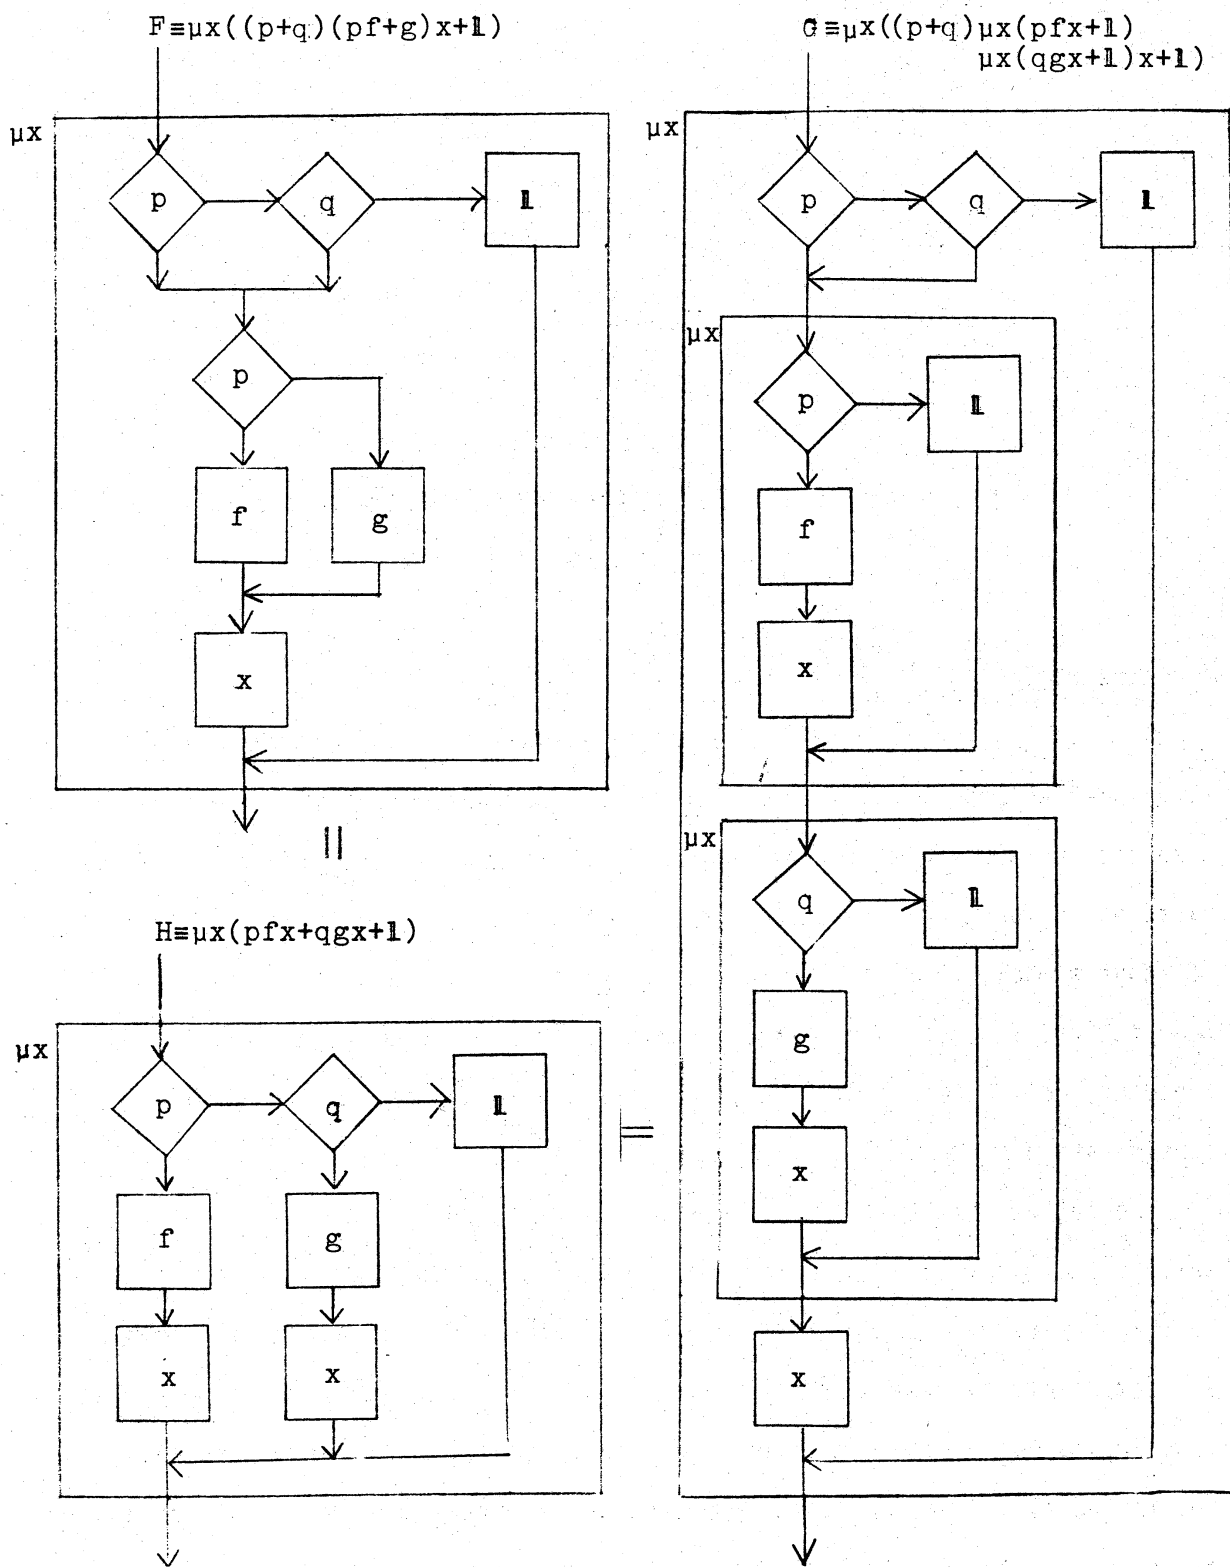 F≡μx((p+q)(pf+g)x+𝟙)
μx
p
q
𝟙
p
f
g
x
||
H≡μx(pfx+qgx+𝟙)
μx
p
q
𝟙
f
g
x
x
=
G≡μx((p+q)μx(pfx+𝟙)
μx(qgx+𝟙)x+𝟙)
μx
p
q
𝟙
μx
p
𝟙
f
x
μx
q
𝟙
g
x
x